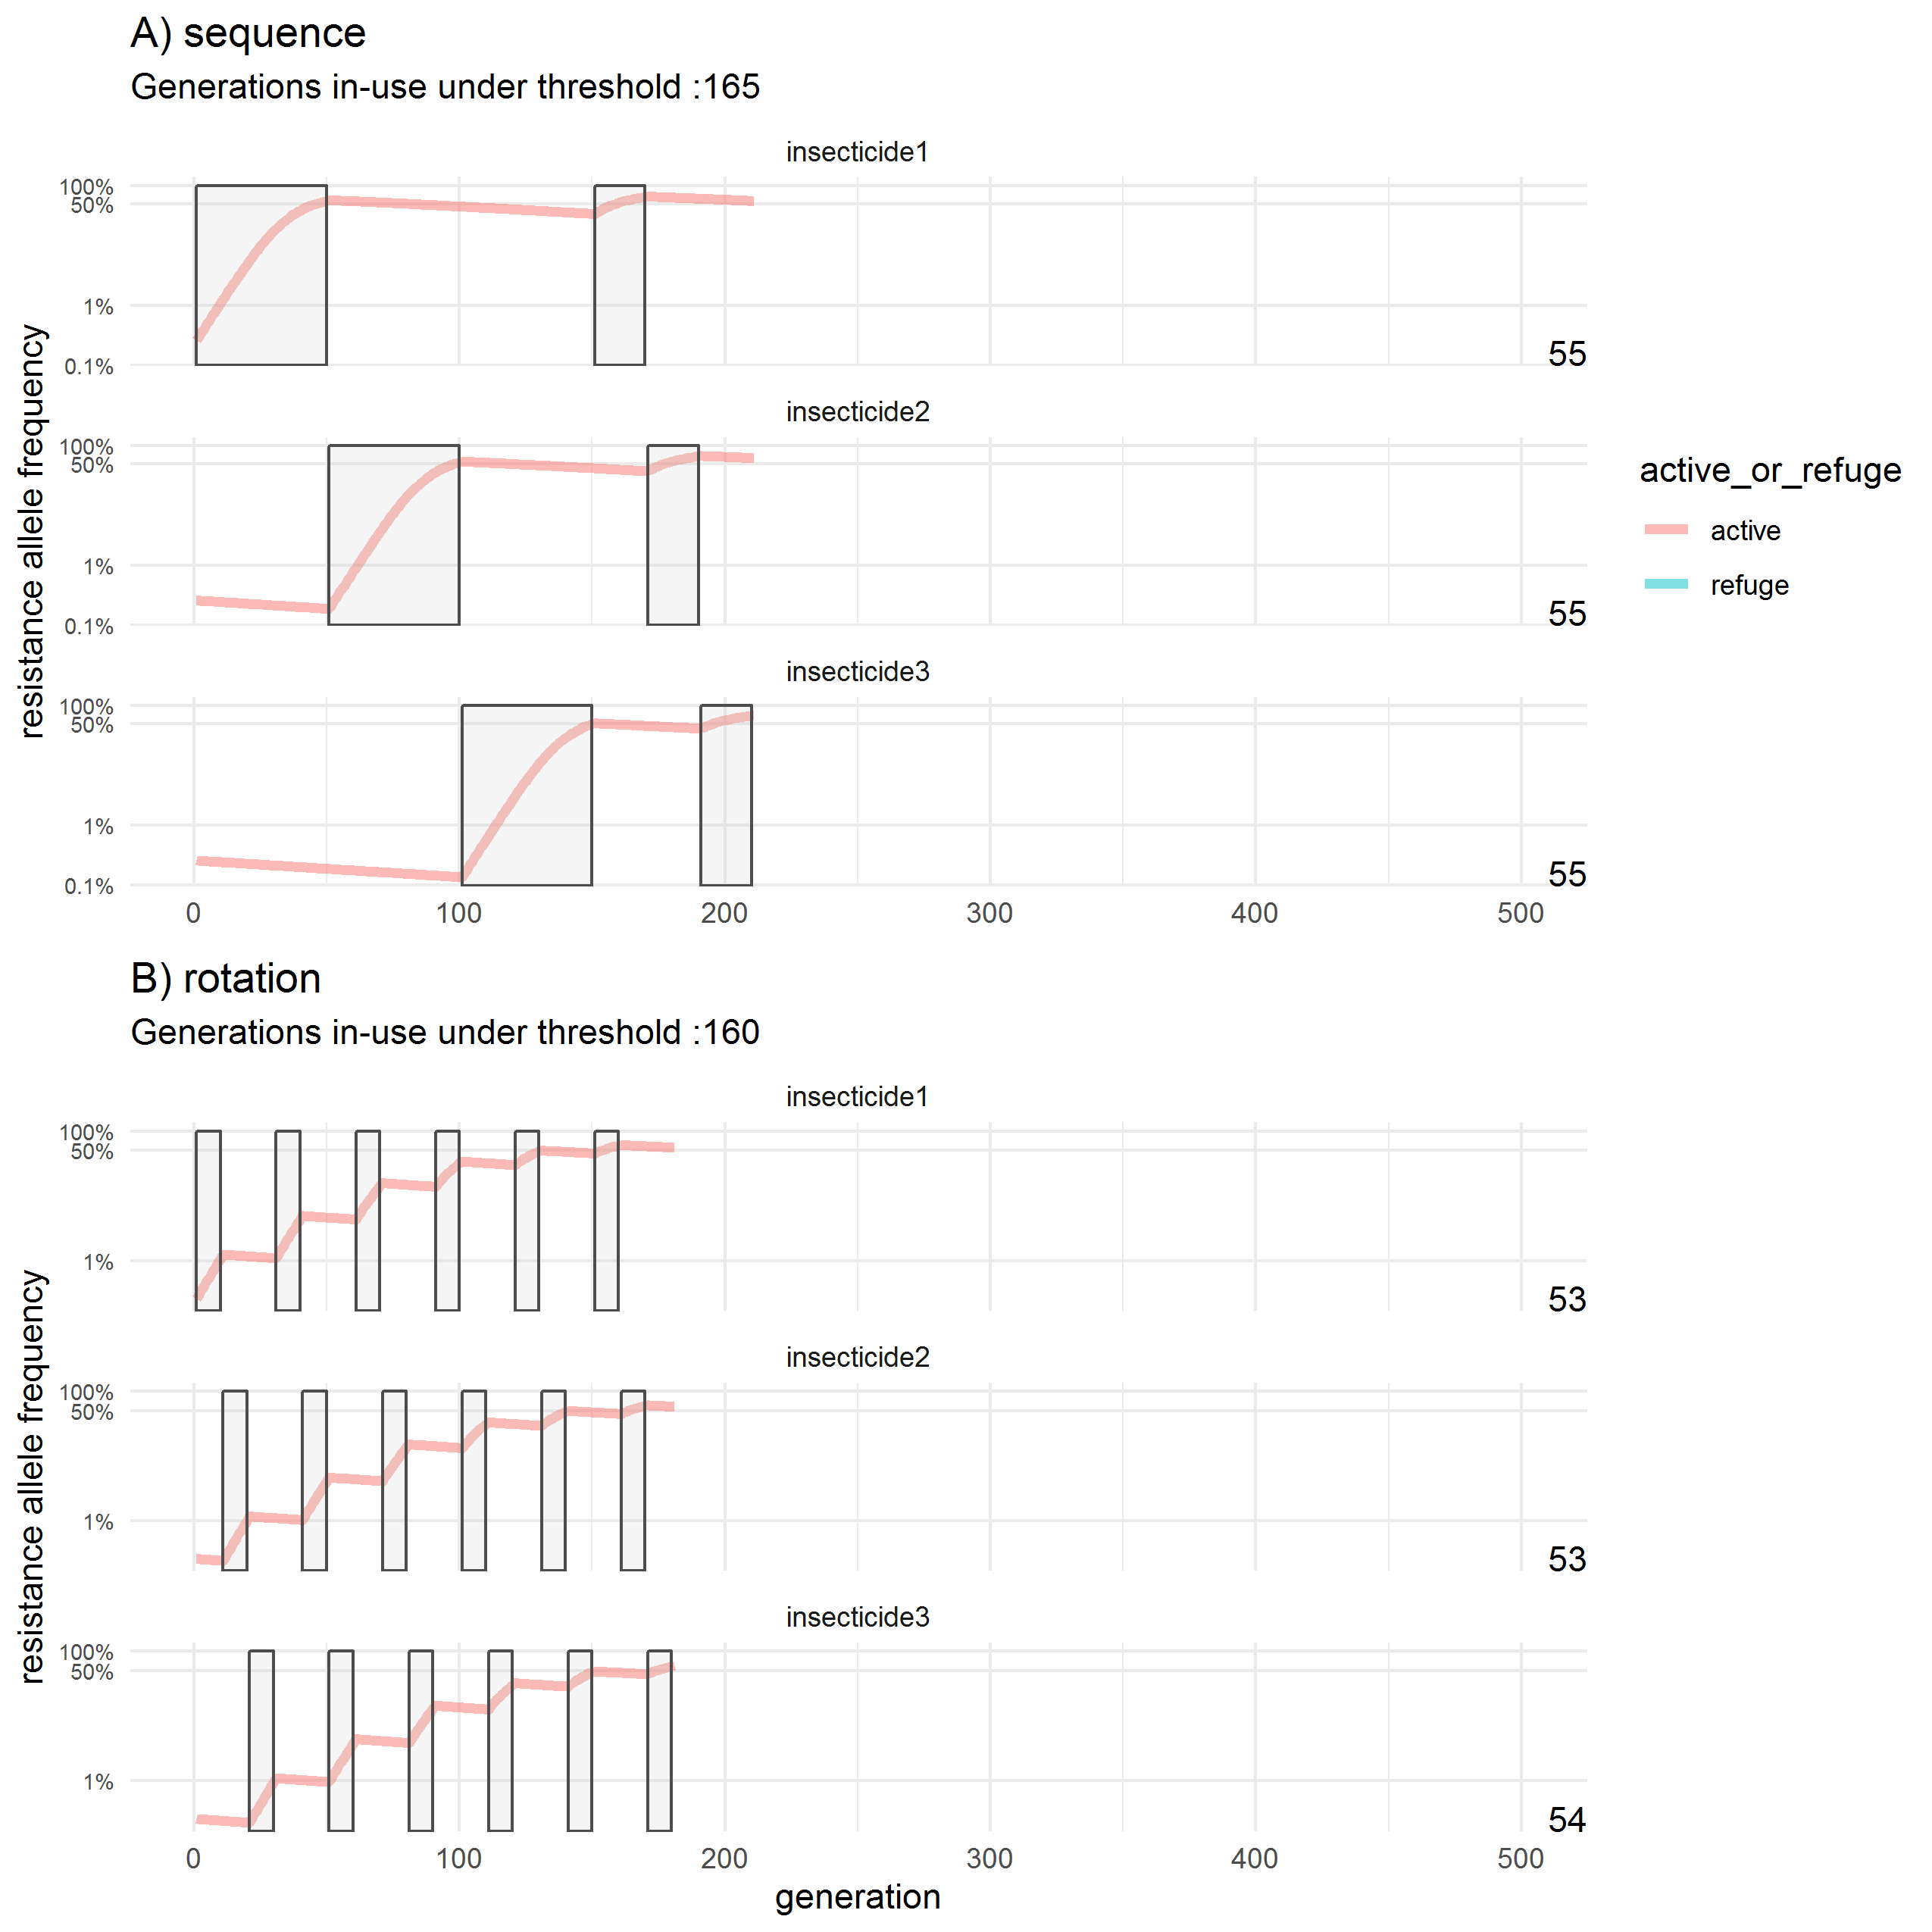 A) sequence
Generations in-use under threshold :165
insecticide1
100%
50%
1%
0.1%
55
insecticide2
100%
50%
1%
0.1%
55
insecticide3
100%
50%
1%
0.1%
55
0 100 200 300 400 500
resistance allele frequency
active_or_refuge
active
refuge
B) rotation
Generations in-use under threshold :160
insecticide1
100%
50%
1%
53
insecticide2
100%
50%
1%
53
insecticide3
100%
50%
1%
54
0 100 200 300 400 500
resistance allele frequency
generation